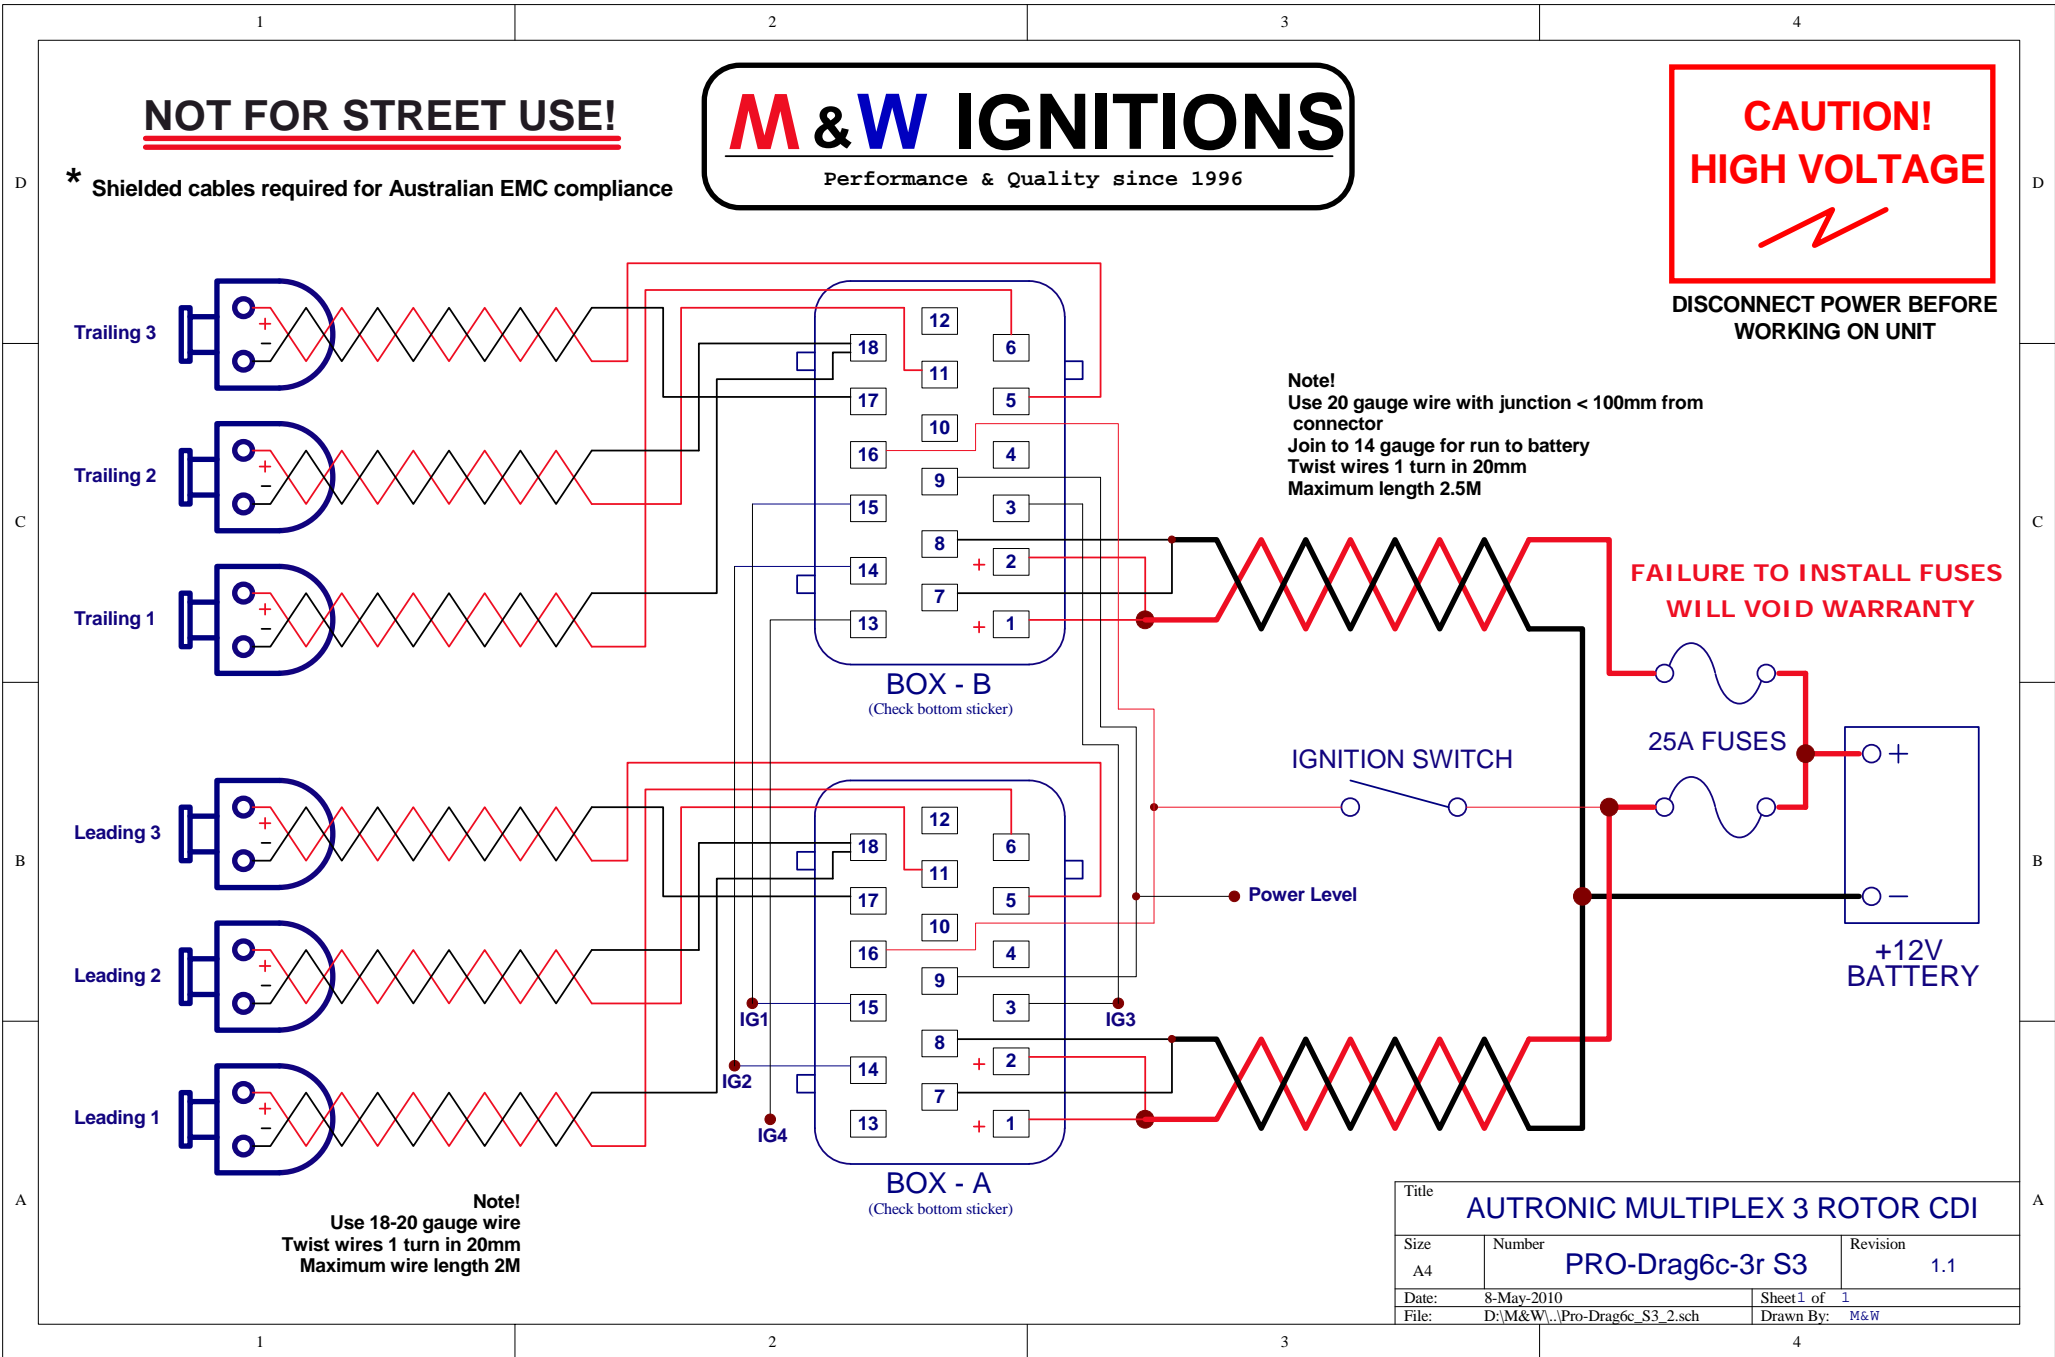 1 2 3 4
NOT FOR STREET USE!
* Shielded cables required for Australian EMC compliance
M & W IGNITIONS
Performance & Quality since 1996
CAUTION!
HIGH VOLTAGE
DISCONNECT POWER BEFORE
WORKING ON UNIT
D D
Trailing 3
+
−
Trailing 2
+
−
Trailing 1
+
−
12
18
6
11
17
5
10
16
4
9
15
3
8
14
+ 2
7
13
+ 1
BOX - B
(Check bottom sticker)
Note!
Use 20 gauge wire with junction < 100mm from
connector
Join to 14 gauge for run to battery
Twist wires 1 turn in 20mm
Maximum length 2.5M
C C
FAILURE TO INSTALL FUSES
WILL VOID WARRANTY
25A FUSES
IGNITION SWITCH
+
−
+12V
BATTERY
Power Level
B B
Leading 3
+
−
Leading 2
+
−
Leading 1
+
−
12
18
6
11
17
5
10
16
4
9
15
3
8
14
+ 2
7
13
+ 1
IG1
IG2
IG4
IG3
BOX - A
(Check bottom sticker)
Note!
Use 18-20 gauge wire
Twist wires 1 turn in 20mm
Maximum wire length 2M
A A
Title
AUTRONIC MULTIPLEX 3 ROTOR CDI
Size
A4
Number
PRO-Drag6c-3r S3
Revision
1.1
Date: 8-May-2010 Sheet 1 of 1
File: D:\M&W\..\Pro-Drag6c_S3_2.sch Drawn By: M&W
1 2 3 4